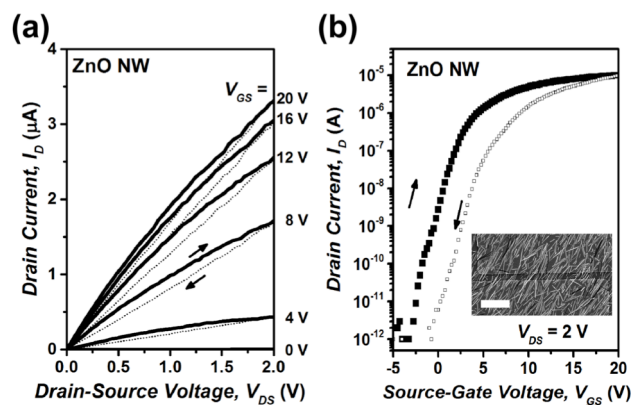 (a)
ZnO NW
V_GS =
20 V
16 V
12 V
8 V
4 V
0 V
4
3
2
1
0
0.0 0.5 1.0 1.5 2.0
Drain Current, I_D (μA)
Drain-Source Voltage, V_DS (V)
(b)
ZnO NW
10^-5
10^-6
10^-7
10^-8
10^-9
10^-10
10^-11
10^-12
-5 0 5 10 15 20
Drain Current, I_D (A)
V_DS = 2 V
Source-Gate Voltage, V_GS (V)